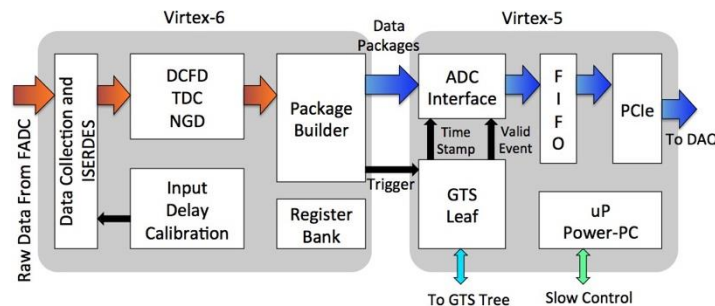 Virtex-6
Virtex-5
Data
Packages
Raw Data From FADC
Data Collection and
ISERDES
DCFD
TDC
NGD
Package
Builder
ADC
Interface
F
I
F
O
PCIe
To DAQ
Time
Stamp
Valid
Event
Trigger
Input
Delay
Calibration
Register
Bank
GTS
Leaf
uP
Power-PC
To GTS Tree
Slow Control